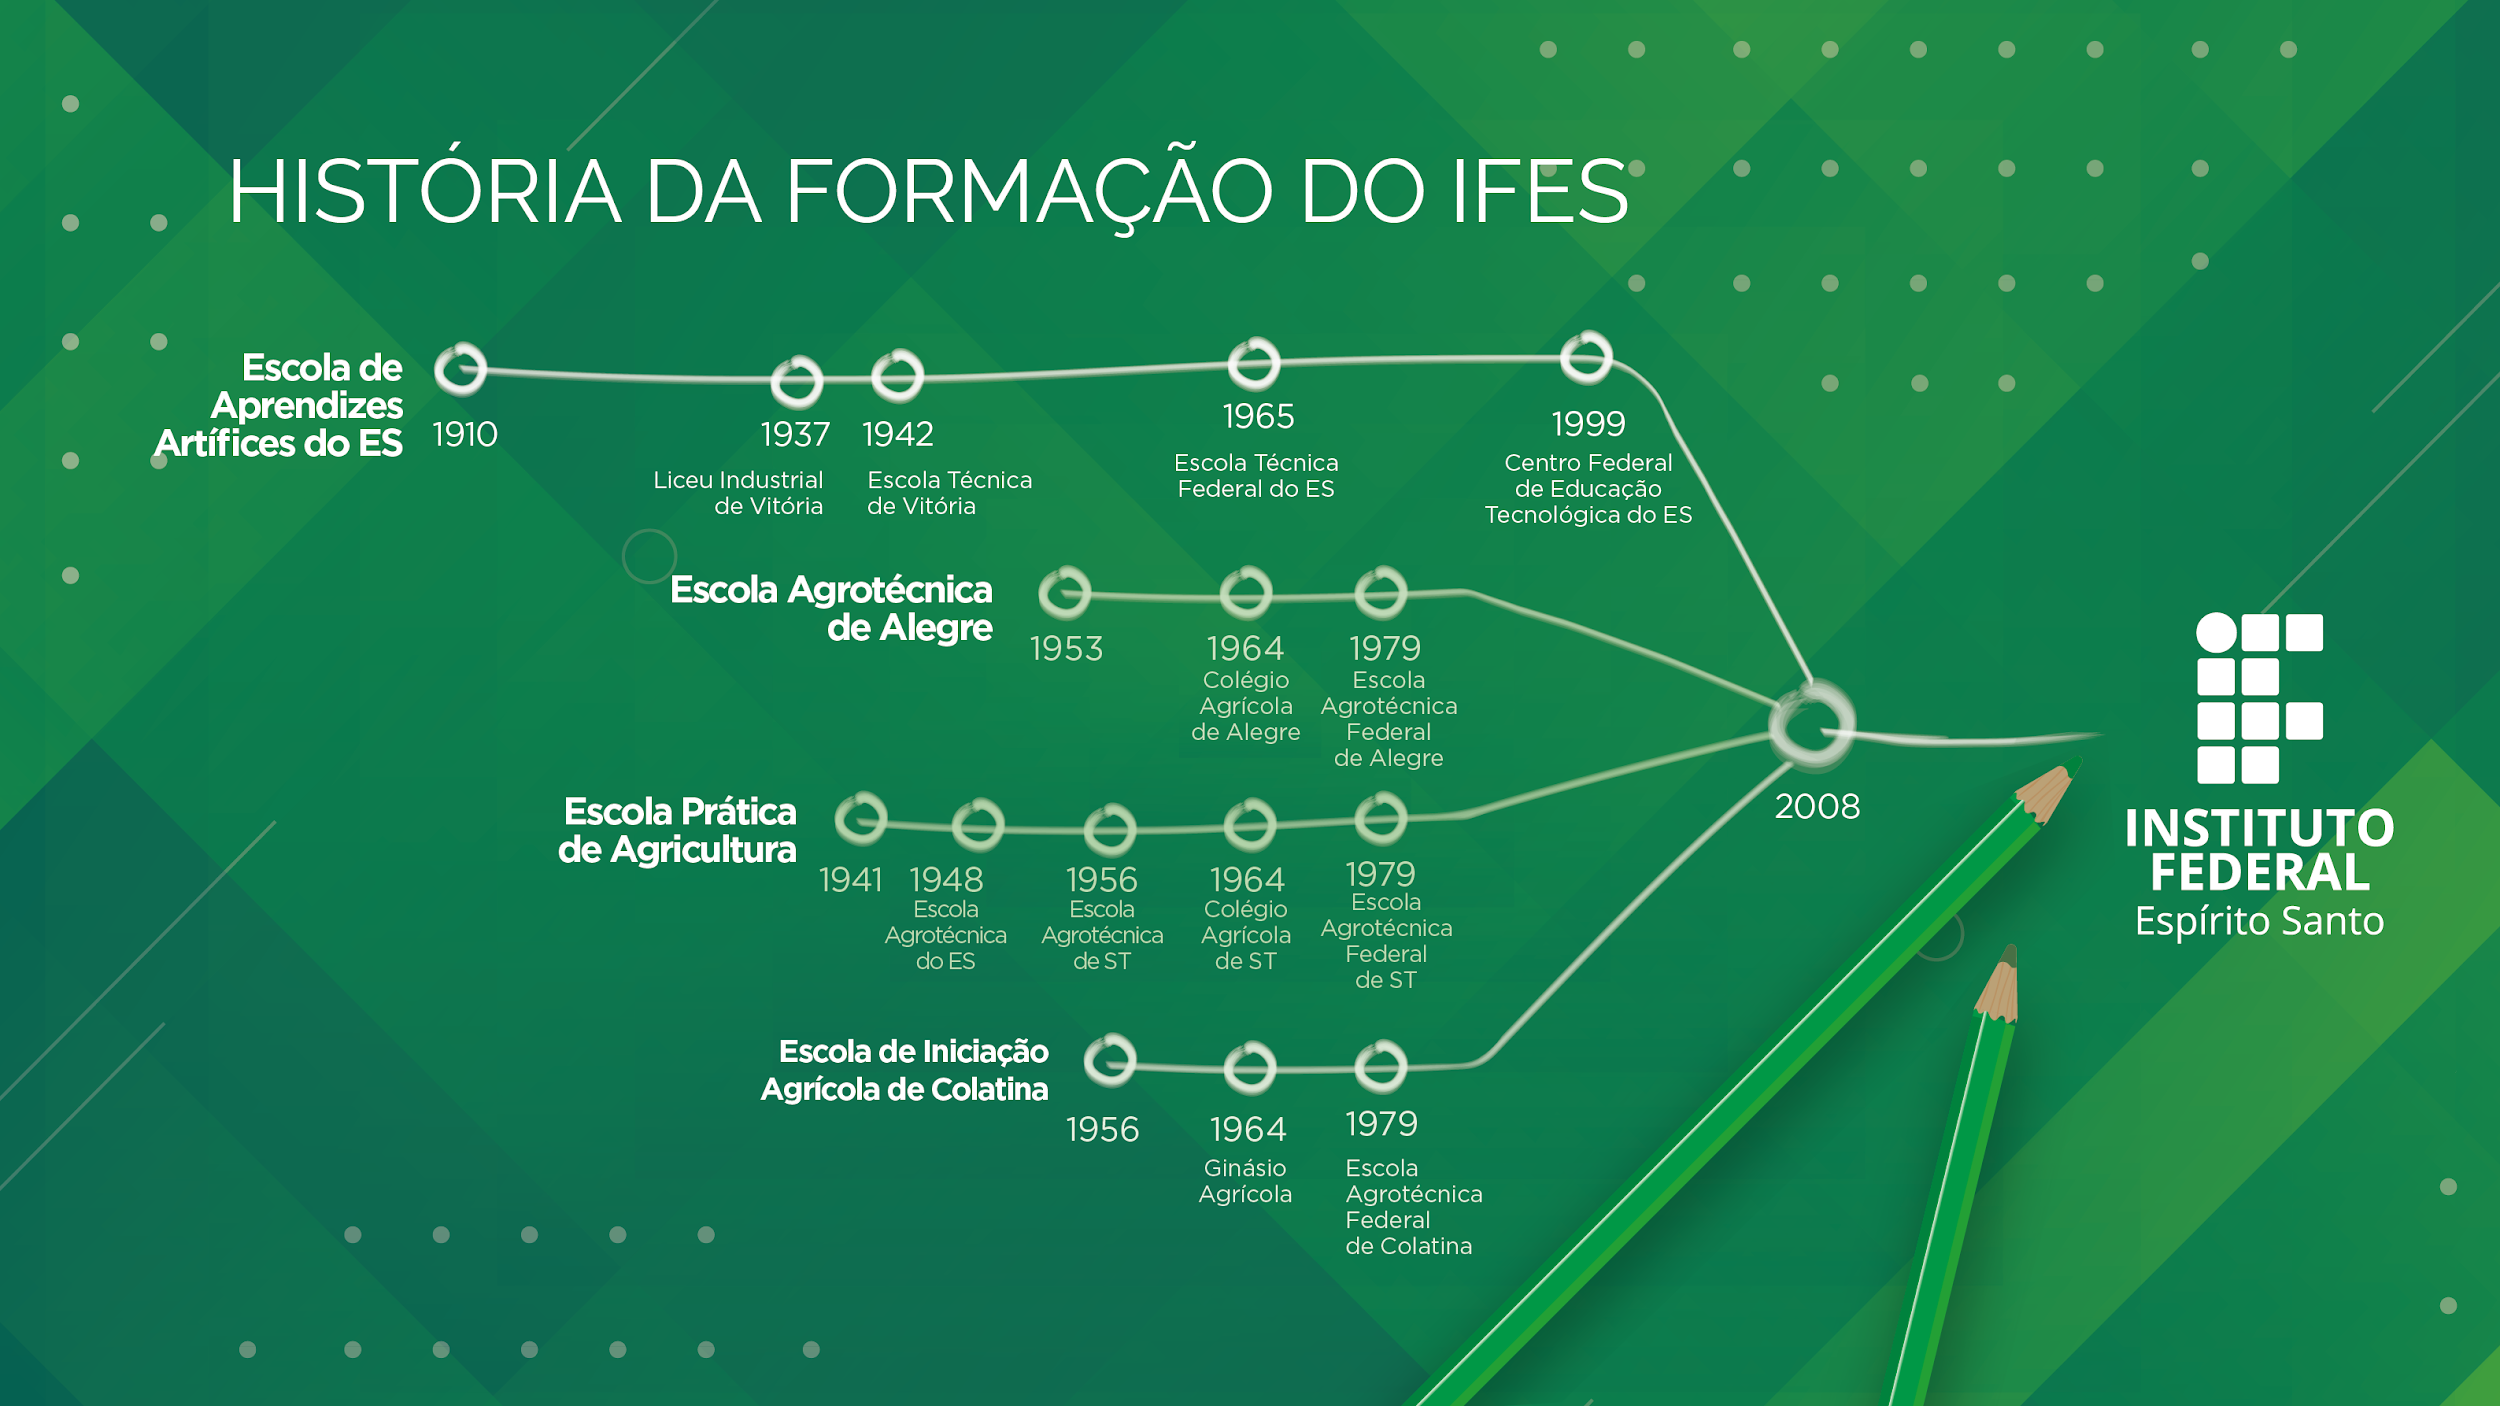 HISTÓRIA DA FORMAÇÃO DO IFES
Escola de
Aprendizes
Artífices do ES
1910
1937
Liceu Industrial
de Vitória
1942
Escola Técnica
de Vitória
1965
Escola Técnica
Federal do ES
1999
Centro Federal
de Educação
Tecnológica do ES
Escola Agrotécnica
de Alegre
1953
1964
Colégio
Agrícola
de Alegre
1979
Escola
Agrotécnica
Federal
de Alegre
Escola Prática
de Agricultura
1941
1948
Escola
Agrotécnica
do ES
1956
Escola
Agrotécnica
de ST
1964
Colégio
Agrícola
de ST
1979
Escola
Agrotécnica
Federal
de ST
Escola de Iniciação
Agrícola de Colatina
1956
1964
Ginásio
Agrícola
1979
Escola
Agrotécnica
Federal
de Colatina
2008
INSTITUTO
FEDERAL
Espírito Santo